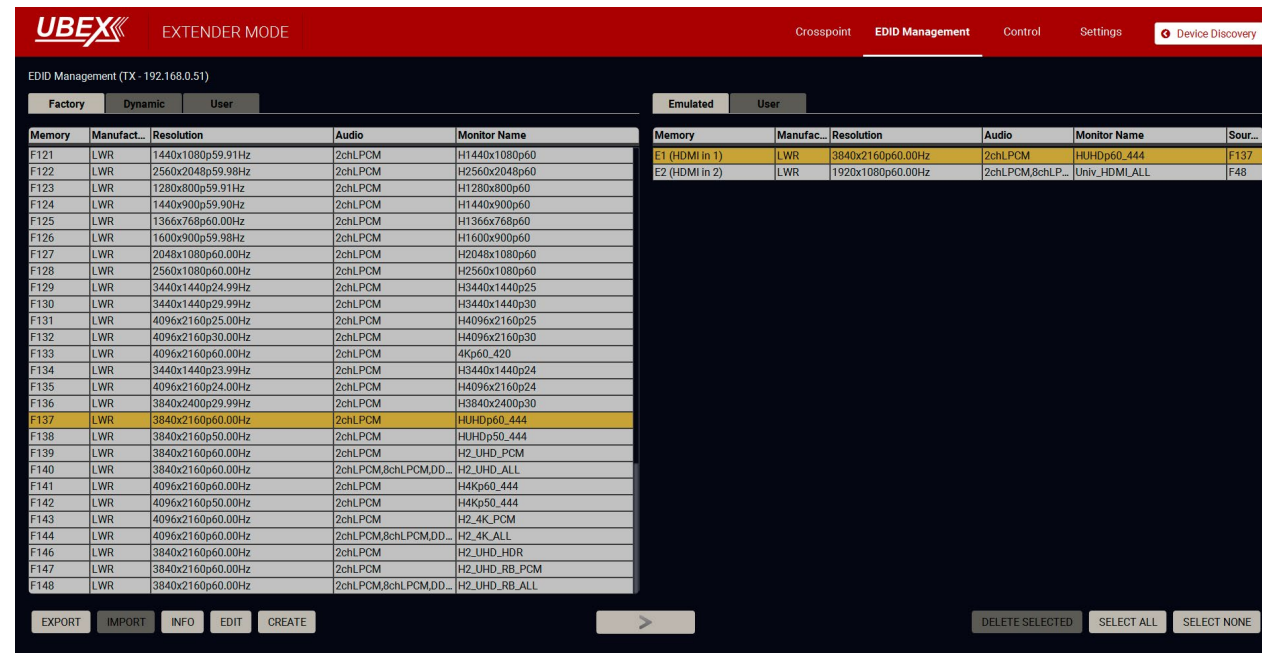 UBEX EXTENDER MODE Crosspoint EDID Management Control Settings Device Discovery
EDID Management (TX - 192.168.0.51)
Factory Dynamic User Emulated User
Memory Manufact... Resolution Audio Monitor Name Memory Manufac... Resolution Audio Monitor Name Sour...
F121 LWR 1440x1080p59.91Hz 2chLPCM H1440x1080p60 E1 (HDMI in 1) LWR 3840x2160p60.00Hz 2chLPCM HUHDp60_444 F137
F122 LWR 2560x2048p59.98Hz 2chLPCM H2560x2048p60 E2 (HDMI in 2) LWR 1920x1080p60.00Hz 2chLPCM,8chLP... Univ_HDMI_ALL F48
F123 LWR 1280x800p59.91Hz 2chLPCM H1280x800p60
F124 LWR 1440x900p59.90Hz 2chLPCM H1440x900p60
F125 LWR 1366x768p60.00Hz 2chLPCM H1366x768p60
F126 LWR 1600x900p59.98Hz 2chLPCM H1600x900p60
F127 LWR 2048x1080p60.00Hz 2chLPCM H2048x1080p60
F128 LWR 2560x1080p60.00Hz 2chLPCM H2560x1080p60
F129 LWR 3440x1440p24.99Hz 2chLPCM H3440x1440p25
F130 LWR 3440x1440p29.99Hz 2chLPCM H3440x1440p30
F131 LWR 4096x2160p25.00Hz 2chLPCM H4096x2160p25
F132 LWR 4096x2160p30.00Hz 2chLPCM H4096x2160p30
F133 LWR 4096x2160p60.00Hz 2chLPCM 4Kp60_420
F134 LWR 3440x1440p23.99Hz 2chLPCM H3440x1440p24
F135 LWR 4096x2160p24.00Hz 2chLPCM H4096x2160p24
F136 LWR 3840x2400p29.99Hz 2chLPCM H3840x2400p30
F137 LWR 3840x2160p60.00Hz 2chLPCM HUHDp60_444
F138 LWR 3840x2160p50.00Hz 2chLPCM HUHDp50_444
F139 LWR 3840x2160p60.00Hz 2chLPCM H2_UHD_PCM
F140 LWR 3840x2160p60.00Hz 2chLPCM,8chLPCM,DD... H2_UHD_ALL
F141 LWR 4096x2160p60.00Hz 2chLPCM H4Kp60_444
F142 LWR 4096x2160p50.00Hz 2chLPCM H4Kp50_444
F143 LWR 4096x2160p60.00Hz 2chLPCM H2_4K_PCM
F144 LWR 4096x2160p60.00Hz 2chLPCM,8chLPCM,DD... H2_4K_ALL
F146 LWR 3840x2160p60.00Hz 2chLPCM H2_UHD_HDR
F147 LWR 3840x2160p60.00Hz 2chLPCM H2_UHD_RB_PCM
F148 LWR 3840x2160p60.00Hz 2chLPCM,8chLPCM,DD... H2_UHD_RB_ALL
EXPORT IMPORT INFO EDIT CREATE > DELETE SELECTED SELECT ALL SELECT NONE